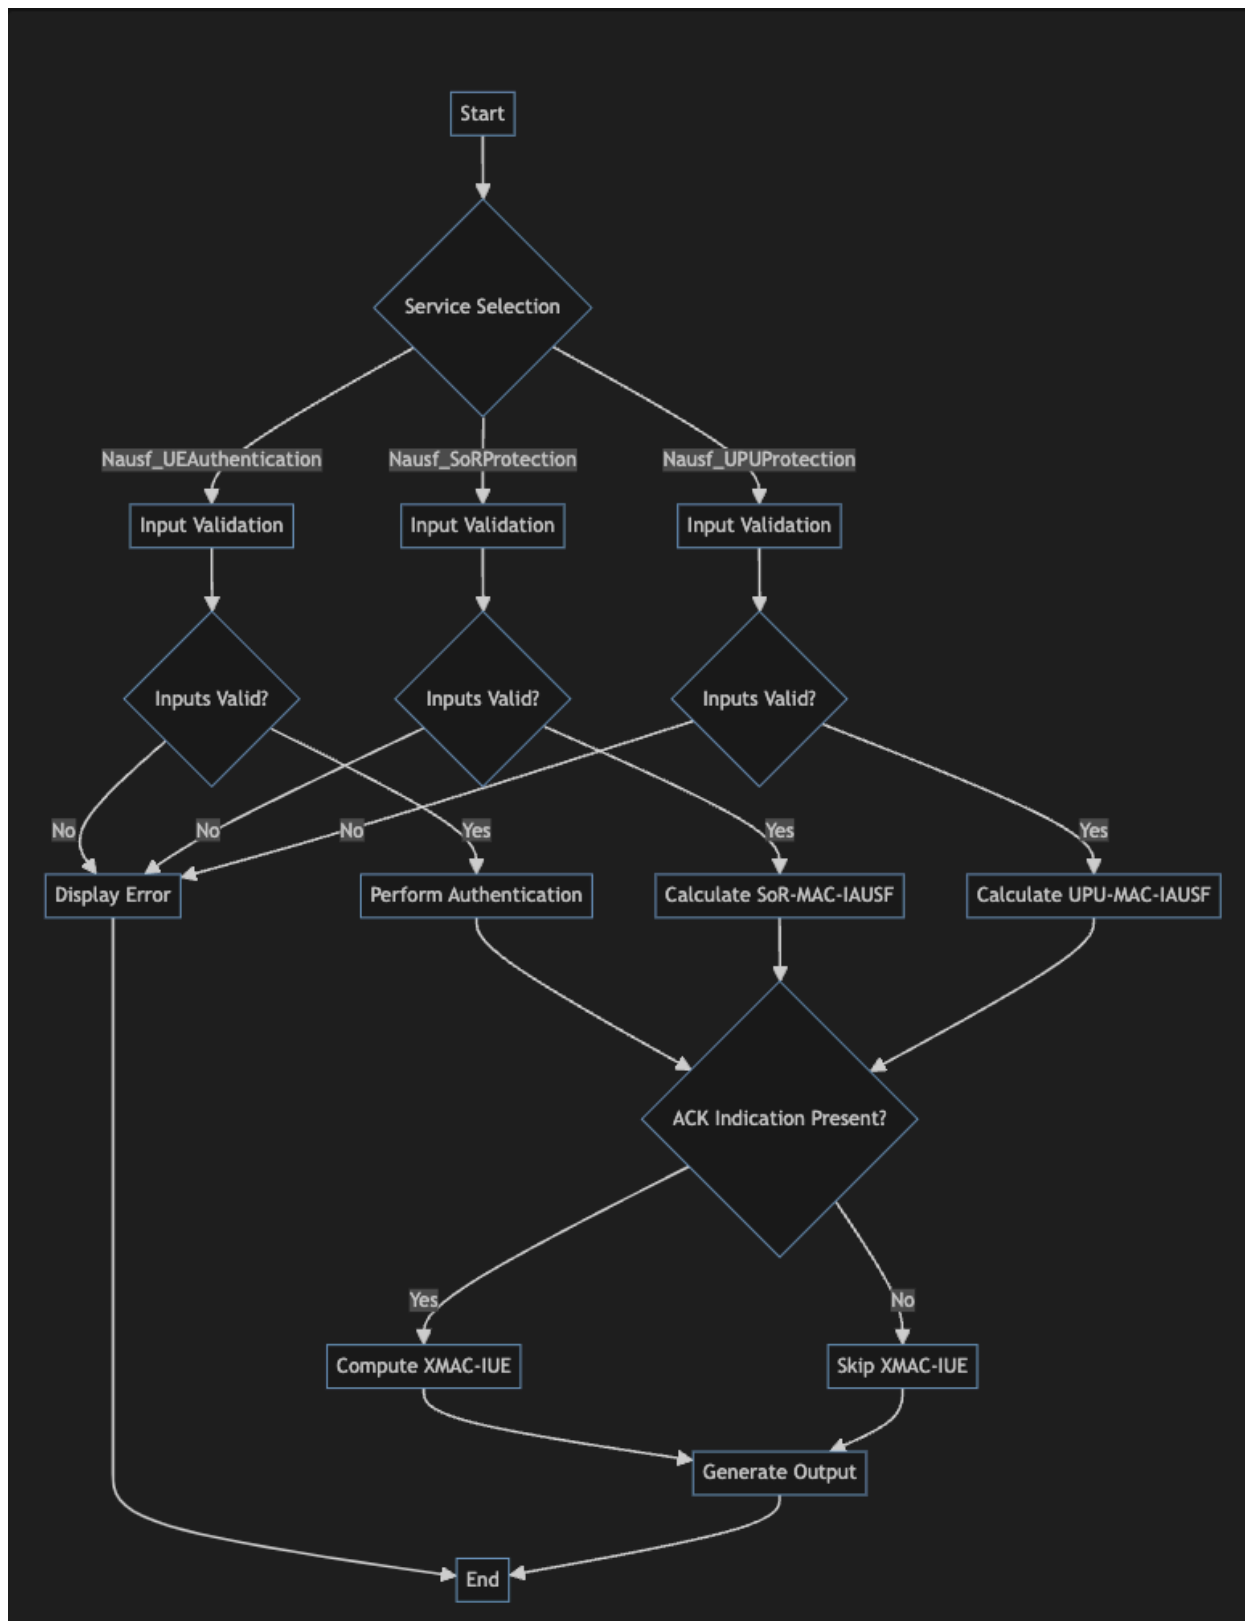 Start
Service Selection
Nausf_UEAuthentication
Nausf_SoRProtection
Nausf_UPUProtection
Input Validation
Input Validation
Input Validation
Inputs Valid?
Inputs Valid?
Inputs Valid?
No
No
No
Yes
Yes
Yes
Display Error
Perform Authentication
Calculate SoR-MAC-IAUSF
Calculate UPU-MAC-IAUSF
ACK Indication Present?
Yes
No
Compute XMAC-IUE
Skip XMAC-IUE
Generate Output
End